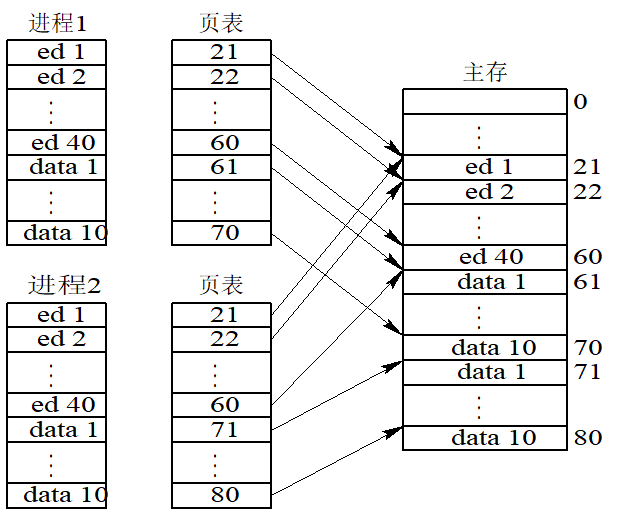 进程1 页表
ed 1 21
ed 2 22
⋮ ⋮
ed 40 60
data 1 61
⋮ ⋮
data 10 70
进程2 页表
ed 1 21
ed 2 22
⋮ ⋮
ed 40 60
data 1 71
⋮ ⋮
data 10 80
主存
0
⋮
ed 1 21
ed 2 22
⋮
ed 40 60
data 1 61
⋮
data 10 70
data 1 71
⋮
data 10 80